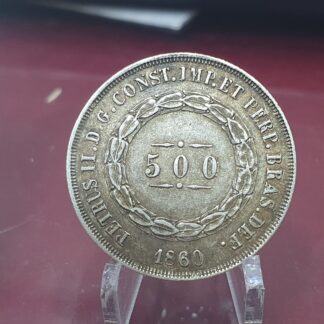 PETRUS II. D. G. CONST. IMP. ET PERP. BRAS. DEF.
500
1860